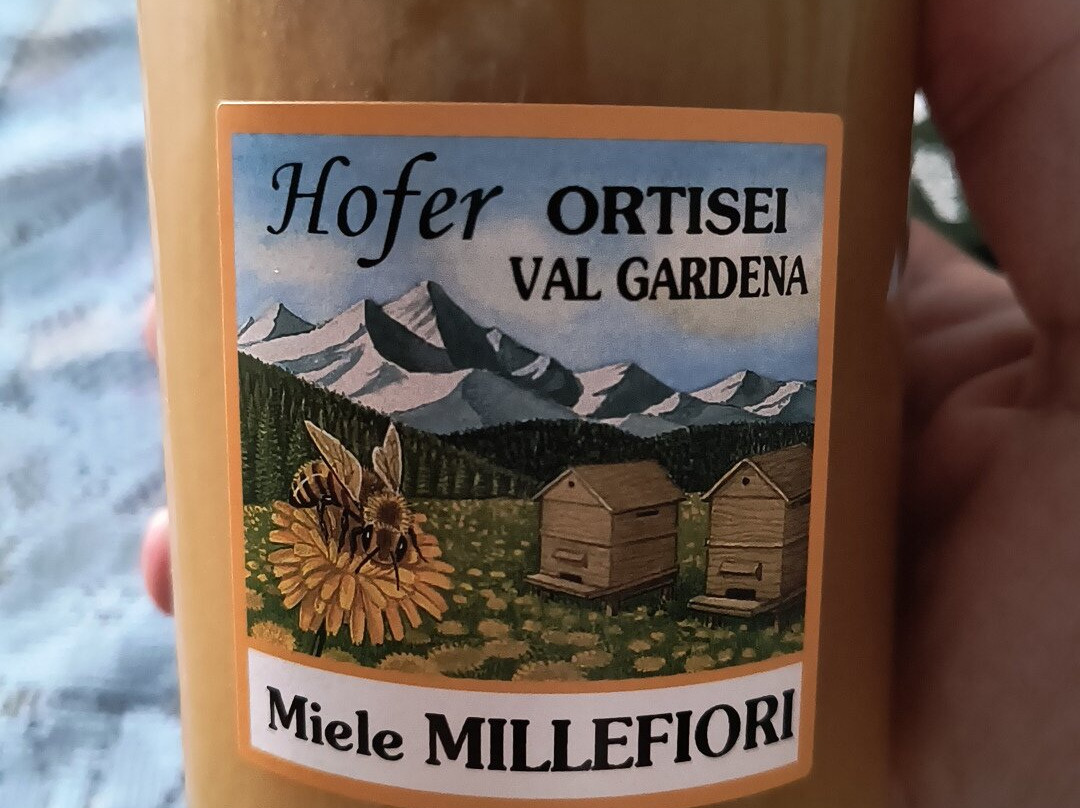 Hofer ORTISEI
VAL GARDENA
Miele MILLEFIORI